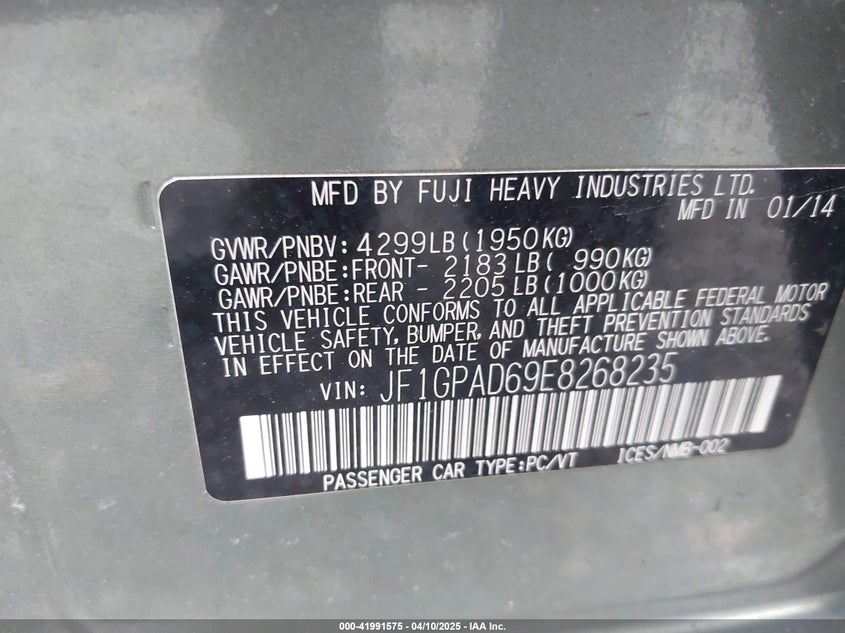 MFD BY FUJI HEAVY INDUSTRIES LTD.
MFD IN 01/14
GVWR/PNBV: 4299LB(1950KG)
GAWR/PNBE:FRONT- 2183LB( 990KG)
GAWR/PNBE:REAR - 2205LB(1000KG)
THIS VEHICLE CONFORMS TO ALL APPLICABLE FEDERAL MOTOR
VEHICLE SAFETY, BUMPER, AND THEFT PREVENTION STANDARDS
IN EFFECT ON THE DATE OF MANUFACTURE SHOWN ABOVE.
VIN: JF1GPAD69E8268235
PASSENGER CAR TYPE:PC/VT ICES/NMB-002
000-41991575 - 04/10/2025 - IAA Inc.